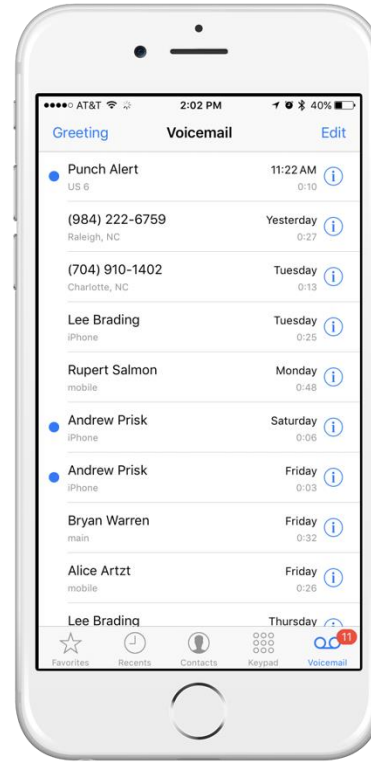 AT&T 2:02 PM 40%
Greeting Voicemail Edit
Punch Alert 11:22 AM
US 6 0:10
(984) 222-6759 Yesterday
Raleigh, NC 0:27
(704) 910-1402 Tuesday
Charlotte, NC 0:13
Lee Brading Tuesday
iPhone 0:25
Rupert Salmon Monday
mobile 0:48
Andrew Prisk Saturday
iPhone 0:06
Andrew Prisk Friday
iPhone 0:03
Bryan Warren Friday
main 0:32
Alice Artzt Friday
mobile 0:26
Lee Brading Thursday
11
Favorites Recents Contacts Keypad Voicemail